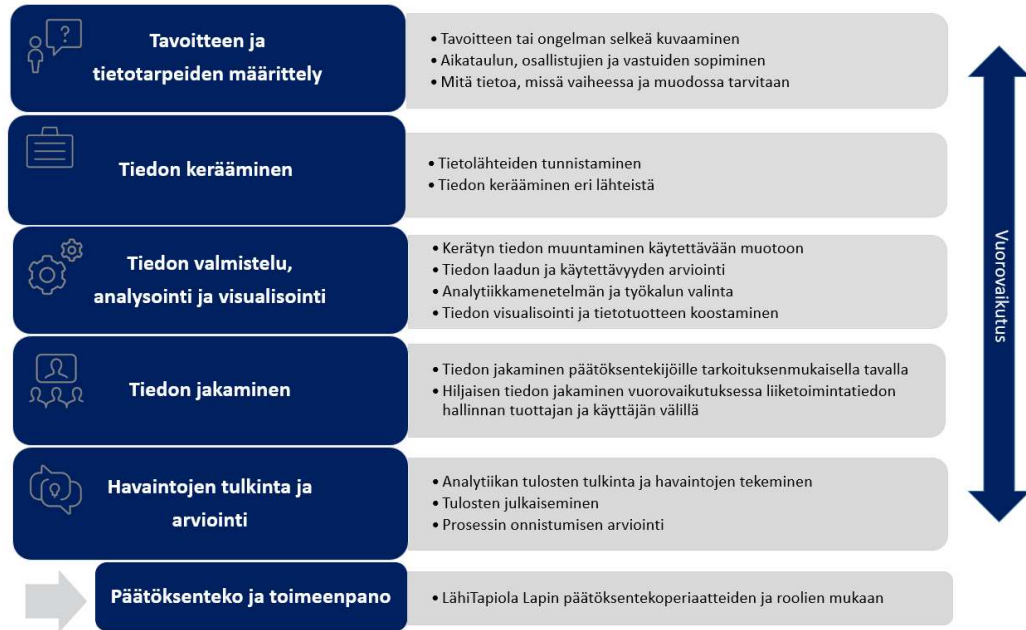 ?
Tavoitteen ja
tietotarpeiden määrittely
• Tavoitteen tai ongelman selkeä kuvaaminen
• Aikataulun, osallistujien ja vastuiden sopiminen
• Mitä tietoa, missä vaiheessa ja muodossa tarvitaan
Tiedon kerääminen
• Tietolähteiden tunnistaminen
• Tiedon kerääminen eri lähteistä
Tiedon valmistelu,
analysointi ja visualisointi
• Kerätyn tiedon muuntaminen käytettävään muotoon
• Tiedon laadun ja käytettävyyden arviointi
• Analytiikkamenetelmän ja työkalun valinta
• Tiedon visualisointi ja tietotuotteen koostaminen
Tiedon jakaminen
• Tiedon jakaminen päätöksentekijöille tarkoituksenmukaisella tavalla
• Hiljaisen tiedon jakaminen vuorovaikutuksessa liiketoimintatiedon
hallinnan tuottajan ja käyttäjän välillä
Havaintojen tulkinta ja
arviointi
• Analytiikan tulosten tulkinta ja havaintojen tekeminen
• Tulosten julkaiseminen
• Prosessin onnistumisen arviointi
Päätöksenteko ja toimeenpano
• LähiTapiola Lapin päätöksentekoperiaatteiden ja roolien mukaan
Vuorovaikutus